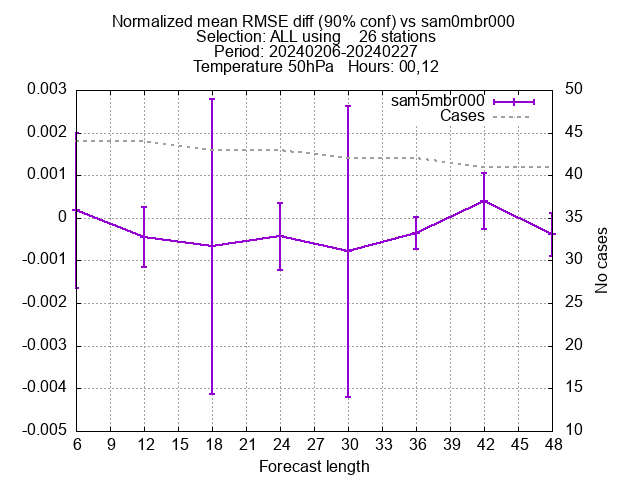 Normalized mean RMSE diff (90% conf) vs sam0mbr000
Selection: ALL using    26 stations
Period: 20240206-20240227
Temperature 50hPa   Hours: 00,12
sam5mbr000
Cases
0.003
0.002
0.001
0
-0.001
-0.002
-0.003
-0.004
-0.005
50
45
40
35
30
25
20
15
10
No cases
6 9 12 15 18 21 24 27 30 33 36 39 42 45 48
Forecast length